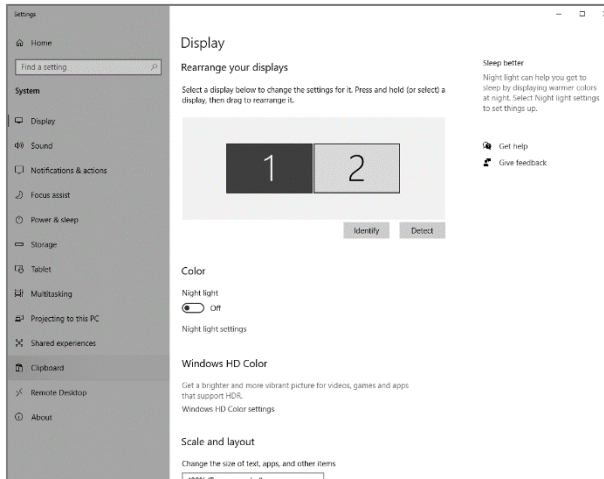 Settings
Home
Find a setting
System
Display
Sound
Notifications & actions
Focus assist
Power & sleep
Storage
Tablet
Multitasking
Projecting to this PC
Shared experiences
Clipboard
Remote Desktop
About
Display
Rearrange your displays
Select a display below to change the settings for it. Press and hold (or select) a
display, then drag to rearrange it.
1 2
Identify Detect
Color
Night light
Off
Night light settings
Windows HD Color
Get a brighter and more vibrant picture for videos, games and apps
that support HDR.
Windows HD Color settings
Scale and layout
Change the size of text, apps, and other items
Sleep better
Night light can help you get to
sleep by displaying warmer colors
at night. Select Night light settings
to set things up.
Get help
Give feedback